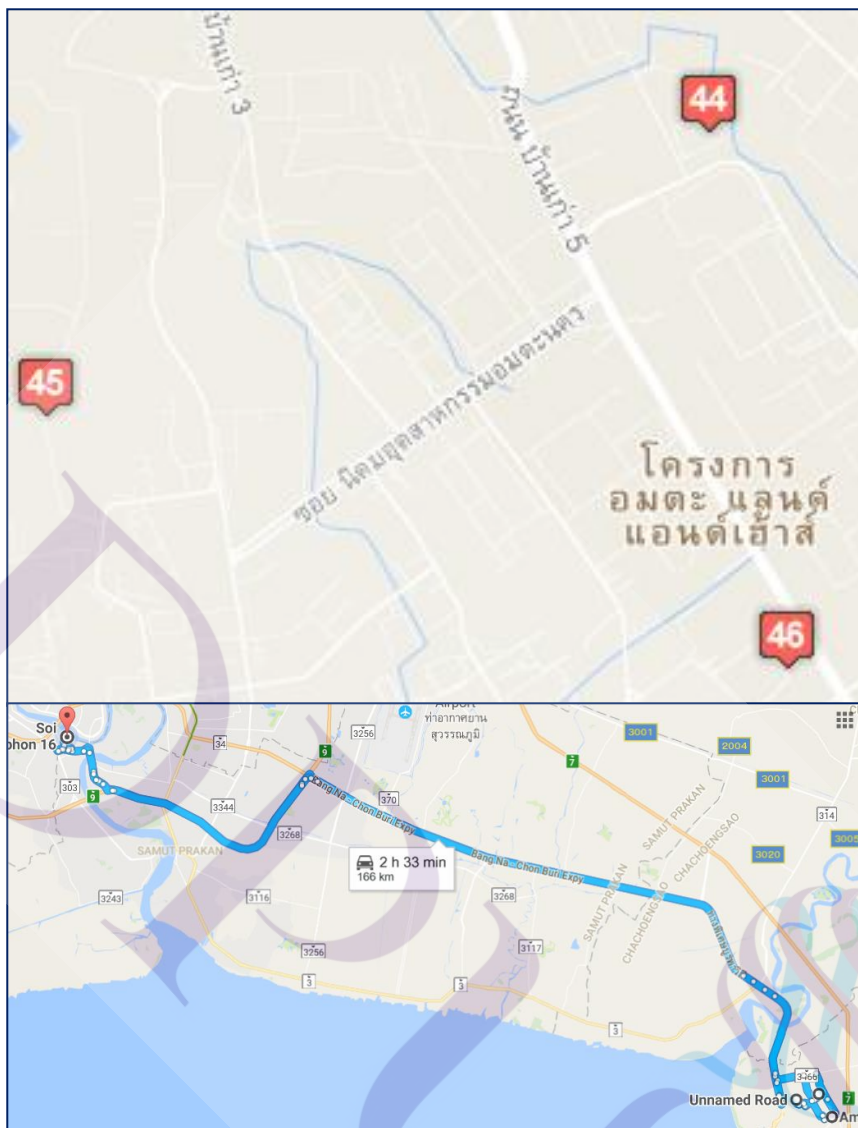 บ้านเก่า 3
44
ถนน บ้านเก่า 5
45
ซอย นิคมอุตสาหกรรมอมตะนคร
โครงการ
อมตะ แลนด์
แอนด์เฮ้าส์
46
Airport
ท่าอากาศยาน
สุวรรณภูมิ
Soi
phon 16
34
9
3256
7
3001
2004
3001
314
303
9
3344
370
Bang Na - Chon Buri Expy
SAMUT PRAKAN
3268
2 h 33 min
166 km
Bang Na - Chon Buri Expy
SAMUT PRAKAN
CHACHOENGSAO
3020
3005
3243
3116
3268
SAMUT PRAKAN
CHACHOENGSAO
3256
3117
3
3
3
3466
Unnamed Road
7
Am